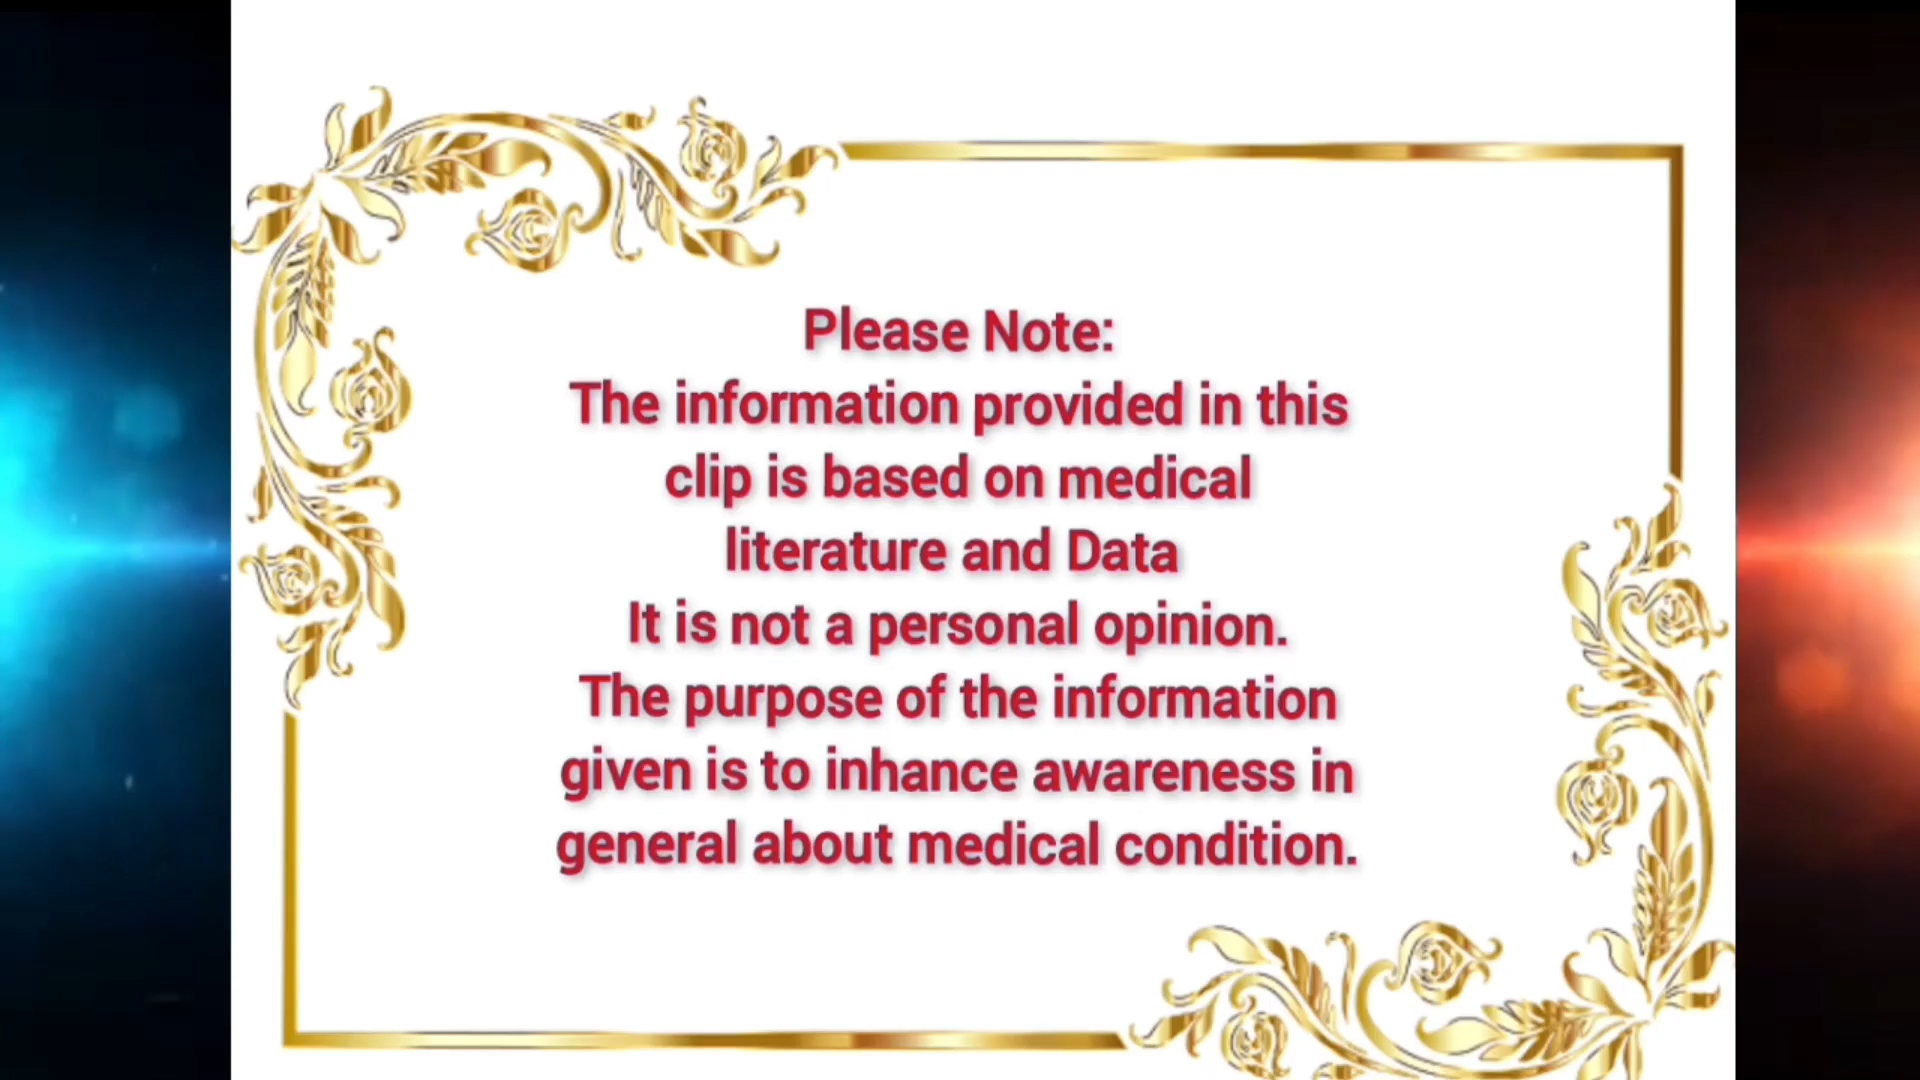 Please Note:
The information provided in this
clip is based on medical
literature and Data
It is not a personal opinion.
The purpose of the information
given is to inhance awareness in
general about medical condition.